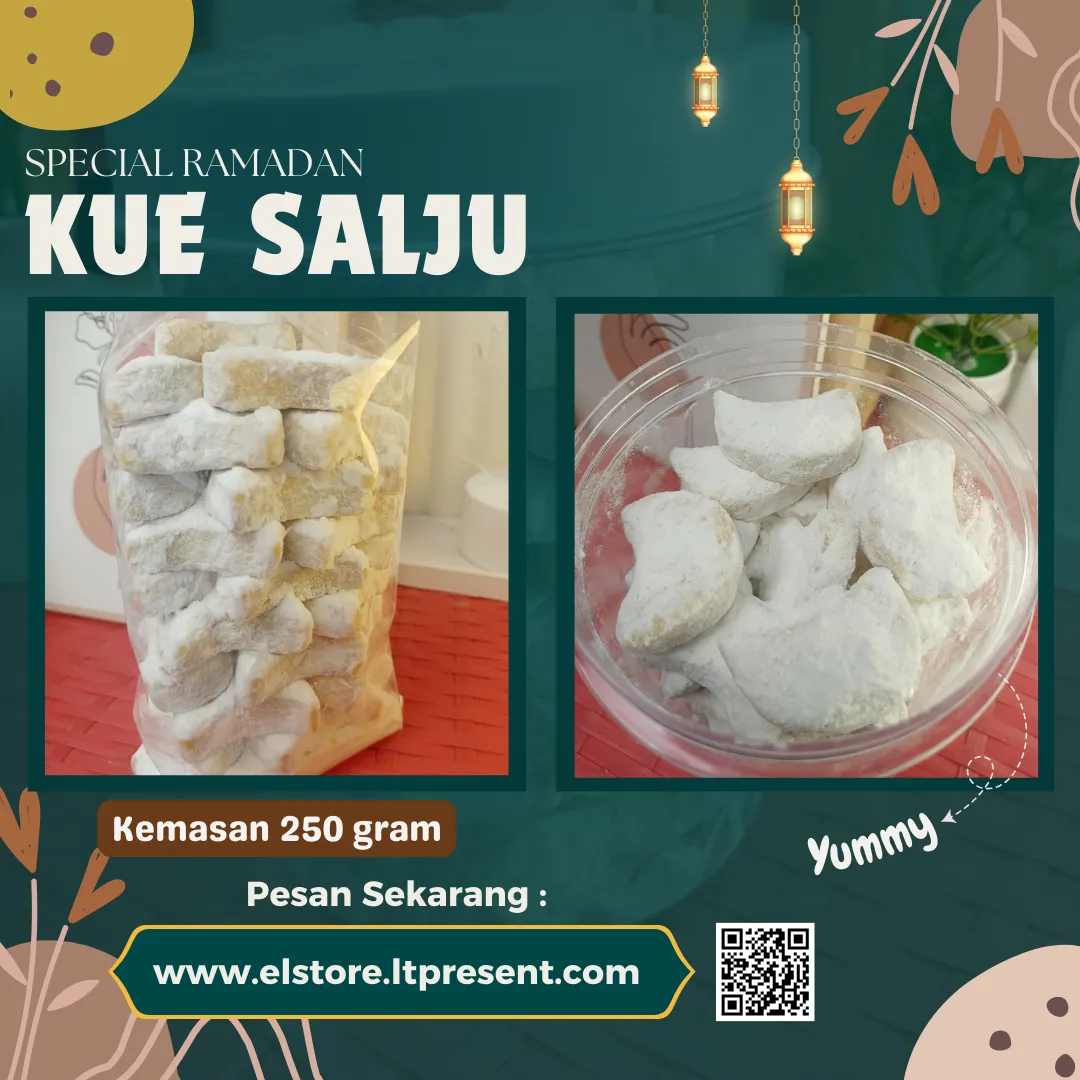 SPECIAL RAMADAN
KUE SALJU
Kemasan 250 gram
Yummy
Pesan Sekarang :
www.elstore.ltpresent.com